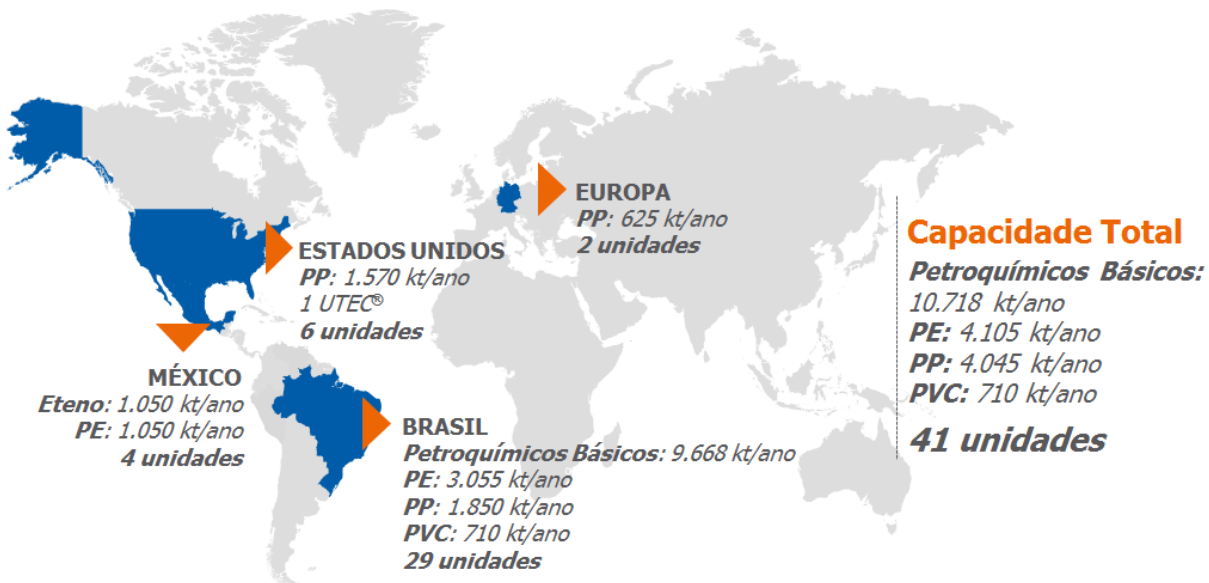 EUROPA
PP: 625 kt/ano
2 unidades
ESTADOS UNIDOS
PP: 1.570 kt/ano
1 UTEC®
6 unidades
MÉXICO
Eteno: 1.050 kt/ano
PE: 1.050 kt/ano
4 unidades
BRASIL
Petroquímicos Básicos: 9.668 kt/ano
PE: 3.055 kt/ano
PP: 1.850 kt/ano
PVC: 710 kt/ano
29 unidades
Capacidade Total
Petroquímicos Básicos:
10.718 kt/ano
PE: 4.105 kt/ano
PP: 4.045 kt/ano
PVC: 710 kt/ano
41 unidades